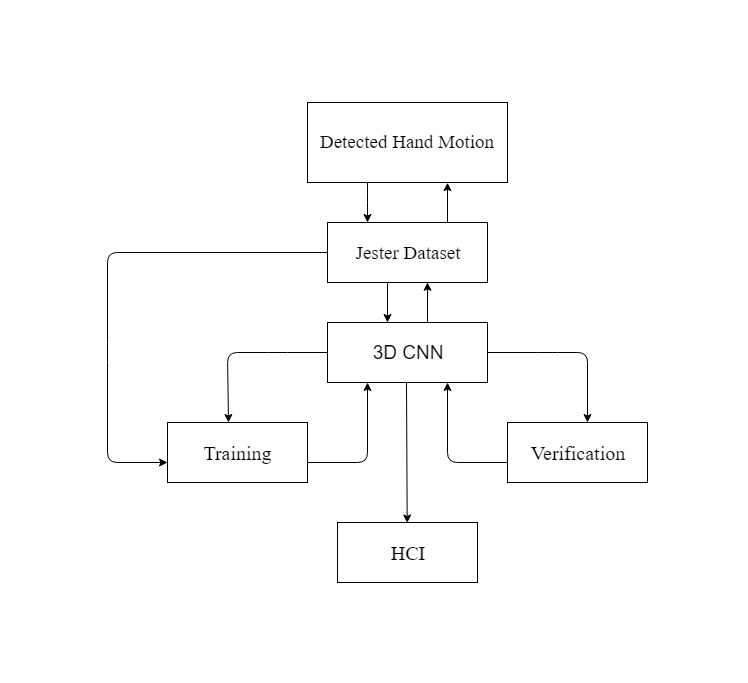 Detected Hand Motion
Jester Dataset
3D CNN
Training
Verification
HCI